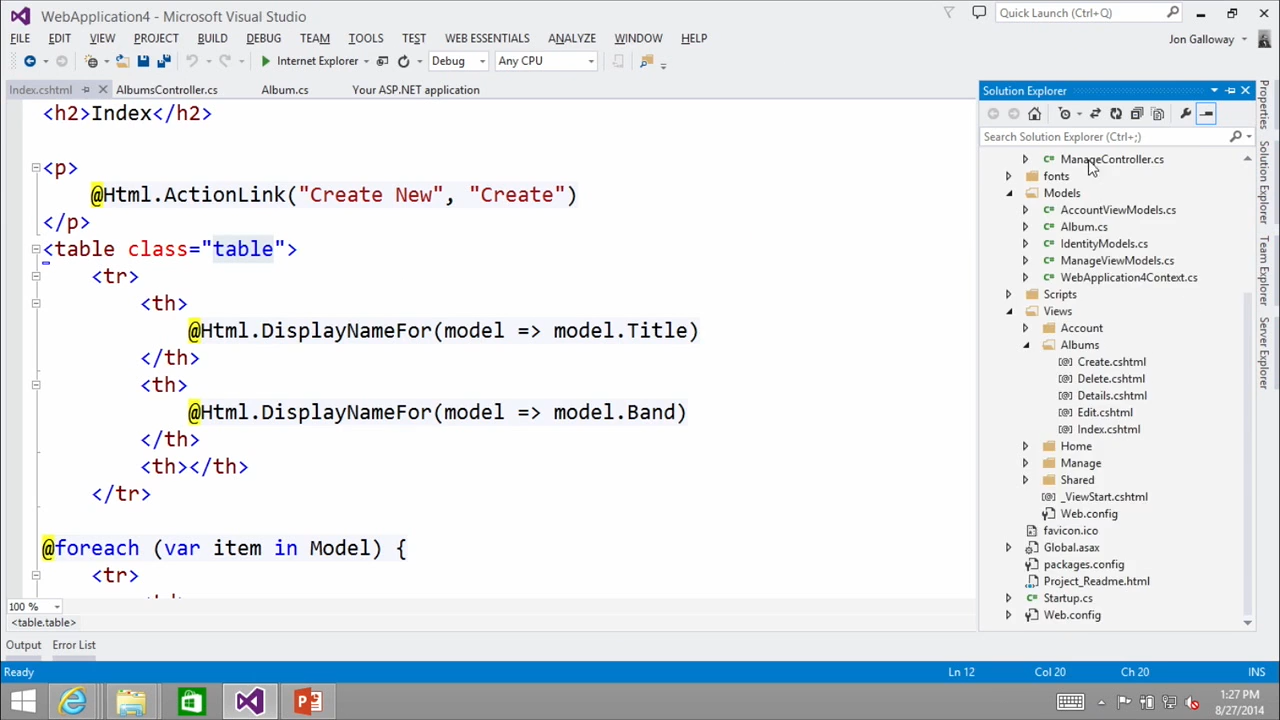 WebApplication4 - Microsoft Visual Studio
Quick Launch (Ctrl+Q)
FILE EDIT VIEW PROJECT BUILD DEBUG TEAM TOOLS TEST WEB ESSENTIALS ANALYZE WINDOW HELP
Jon Galloway
Internet Explorer Debug Any CPU
Index.cshtml AlbumsController.cs Album.cs Your ASP.NET application
<h2>Index</h2>
<p>
@Html.ActionLink("Create New", "Create")
</p>
<table class="table">
<tr>
<th>
@Html.DisplayNameFor(model => model.Title)
</th>
<th>
@Html.DisplayNameFor(model => model.Band)
</th>
<th></th>
</tr>
@foreach (var item in Model) {
<tr>
100 %
<table.table>
Output Error List
Solution Explorer
Search Solution Explorer (Ctrl+;)
ManageController.cs
fonts
Models
AccountViewModels.cs
Album.cs
IdentityModels.cs
ManageViewModels.cs
WebApplication4Context.cs
Scripts
Views
Account
Albums
Create.cshtml
Delete.cshtml
Details.cshtml
Edit.cshtml
Index.cshtml
Home
Manage
Shared
_ViewStart.cshtml
Web.config
favicon.ico
Global.asax
packages.config
Project_Readme.html
Startup.cs
Web.config
Properties
Solution Explorer
Team Explorer
Server Explorer
Ready Ln 12 Col 20 Ch 20 INS
1:27 PM
8/27/2014